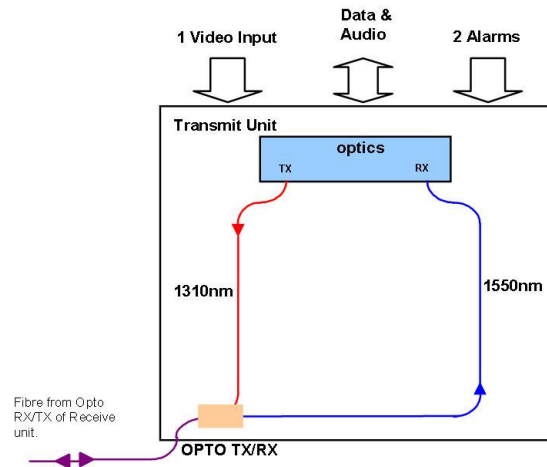 Data &
Audio
1 Video Input
2 Alarms
Transmit Unit
optics
TX
RX
1310nm
1550nm
Fibre from Opto
RX/TX of Receive
unit.
OPTO TX/RX